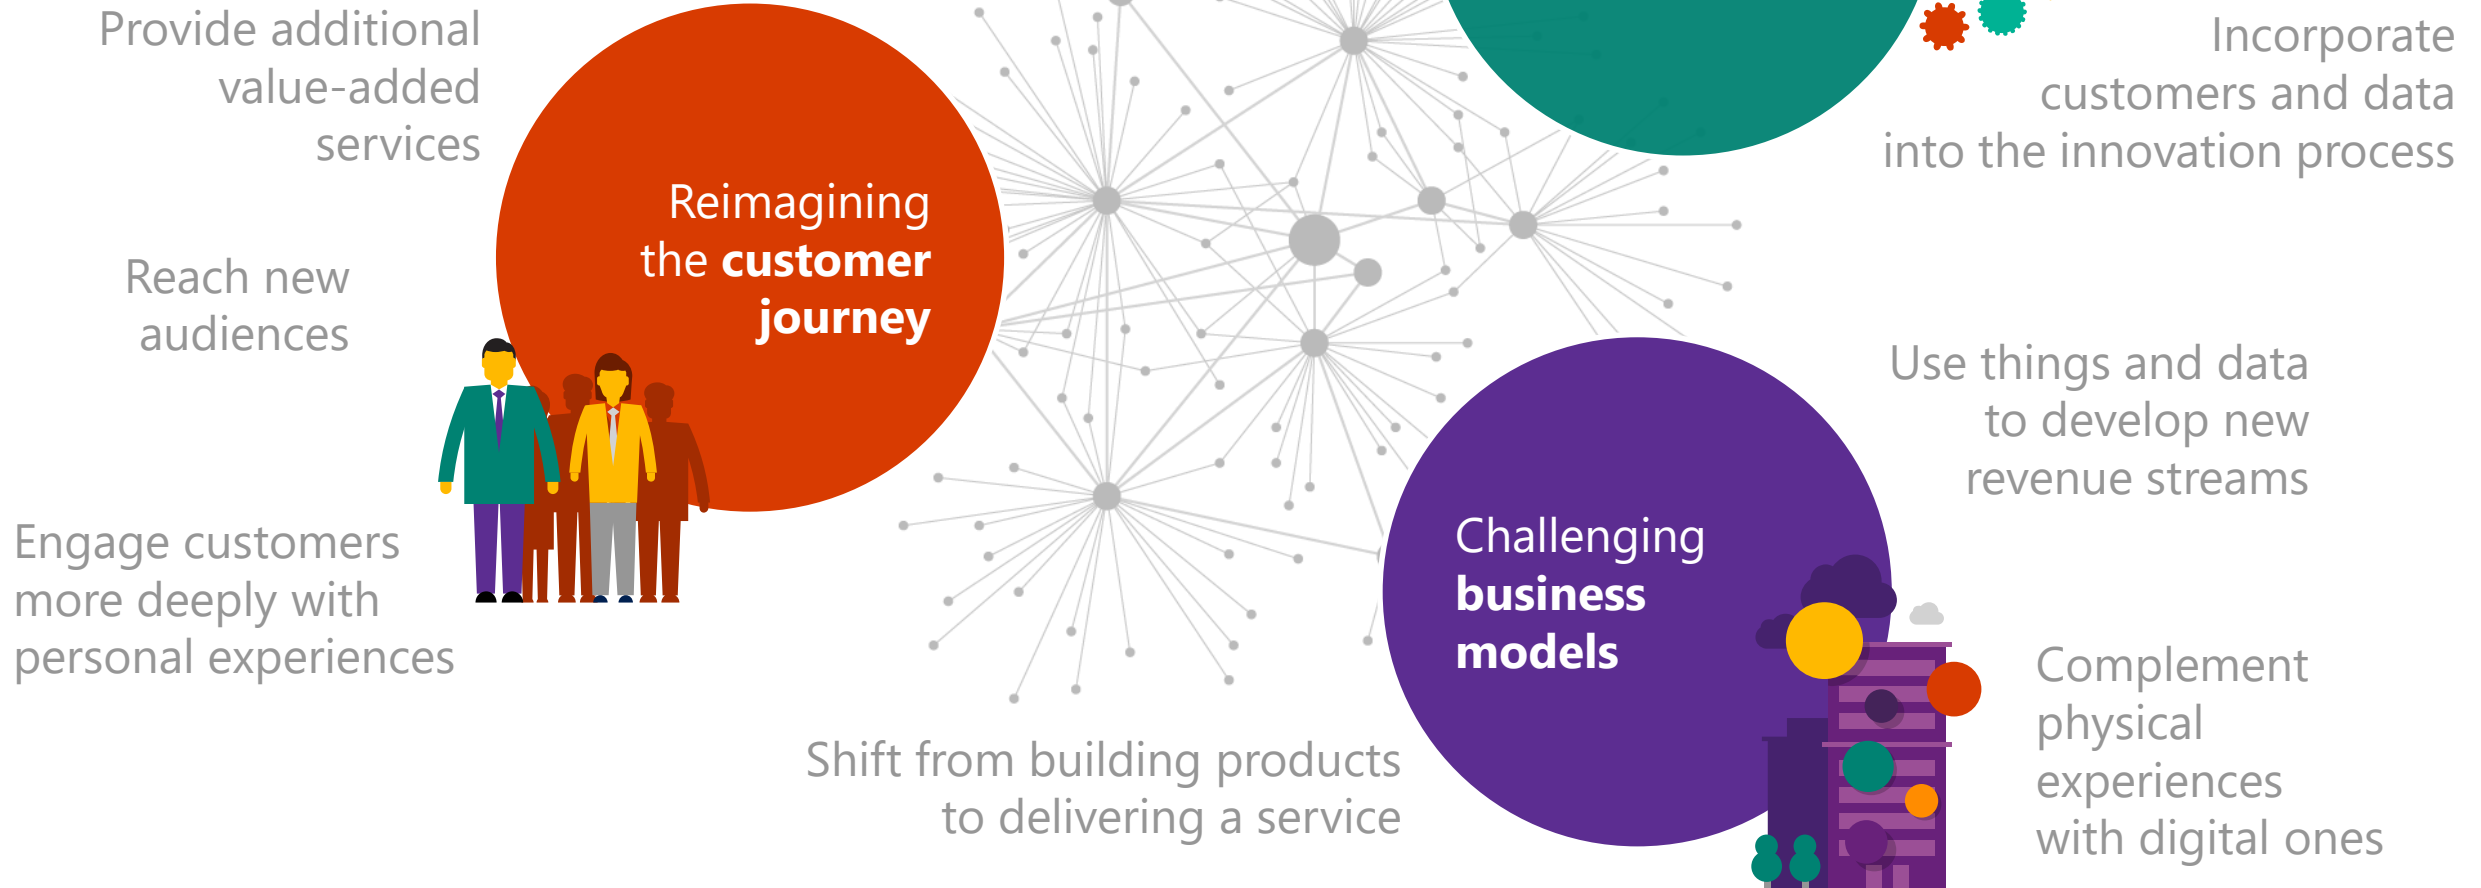 Provide additional
value-added
services
Reimagining
the customer
journey
Reach new
audiences
Engage customers
more deeply with
personal experiences
Incorporate
customers and data
into the innovation process
Challenging
business
models
Use things and data
to develop new
revenue streams
Shift from building products
to delivering a service
Complement
physical
experiences
with digital ones